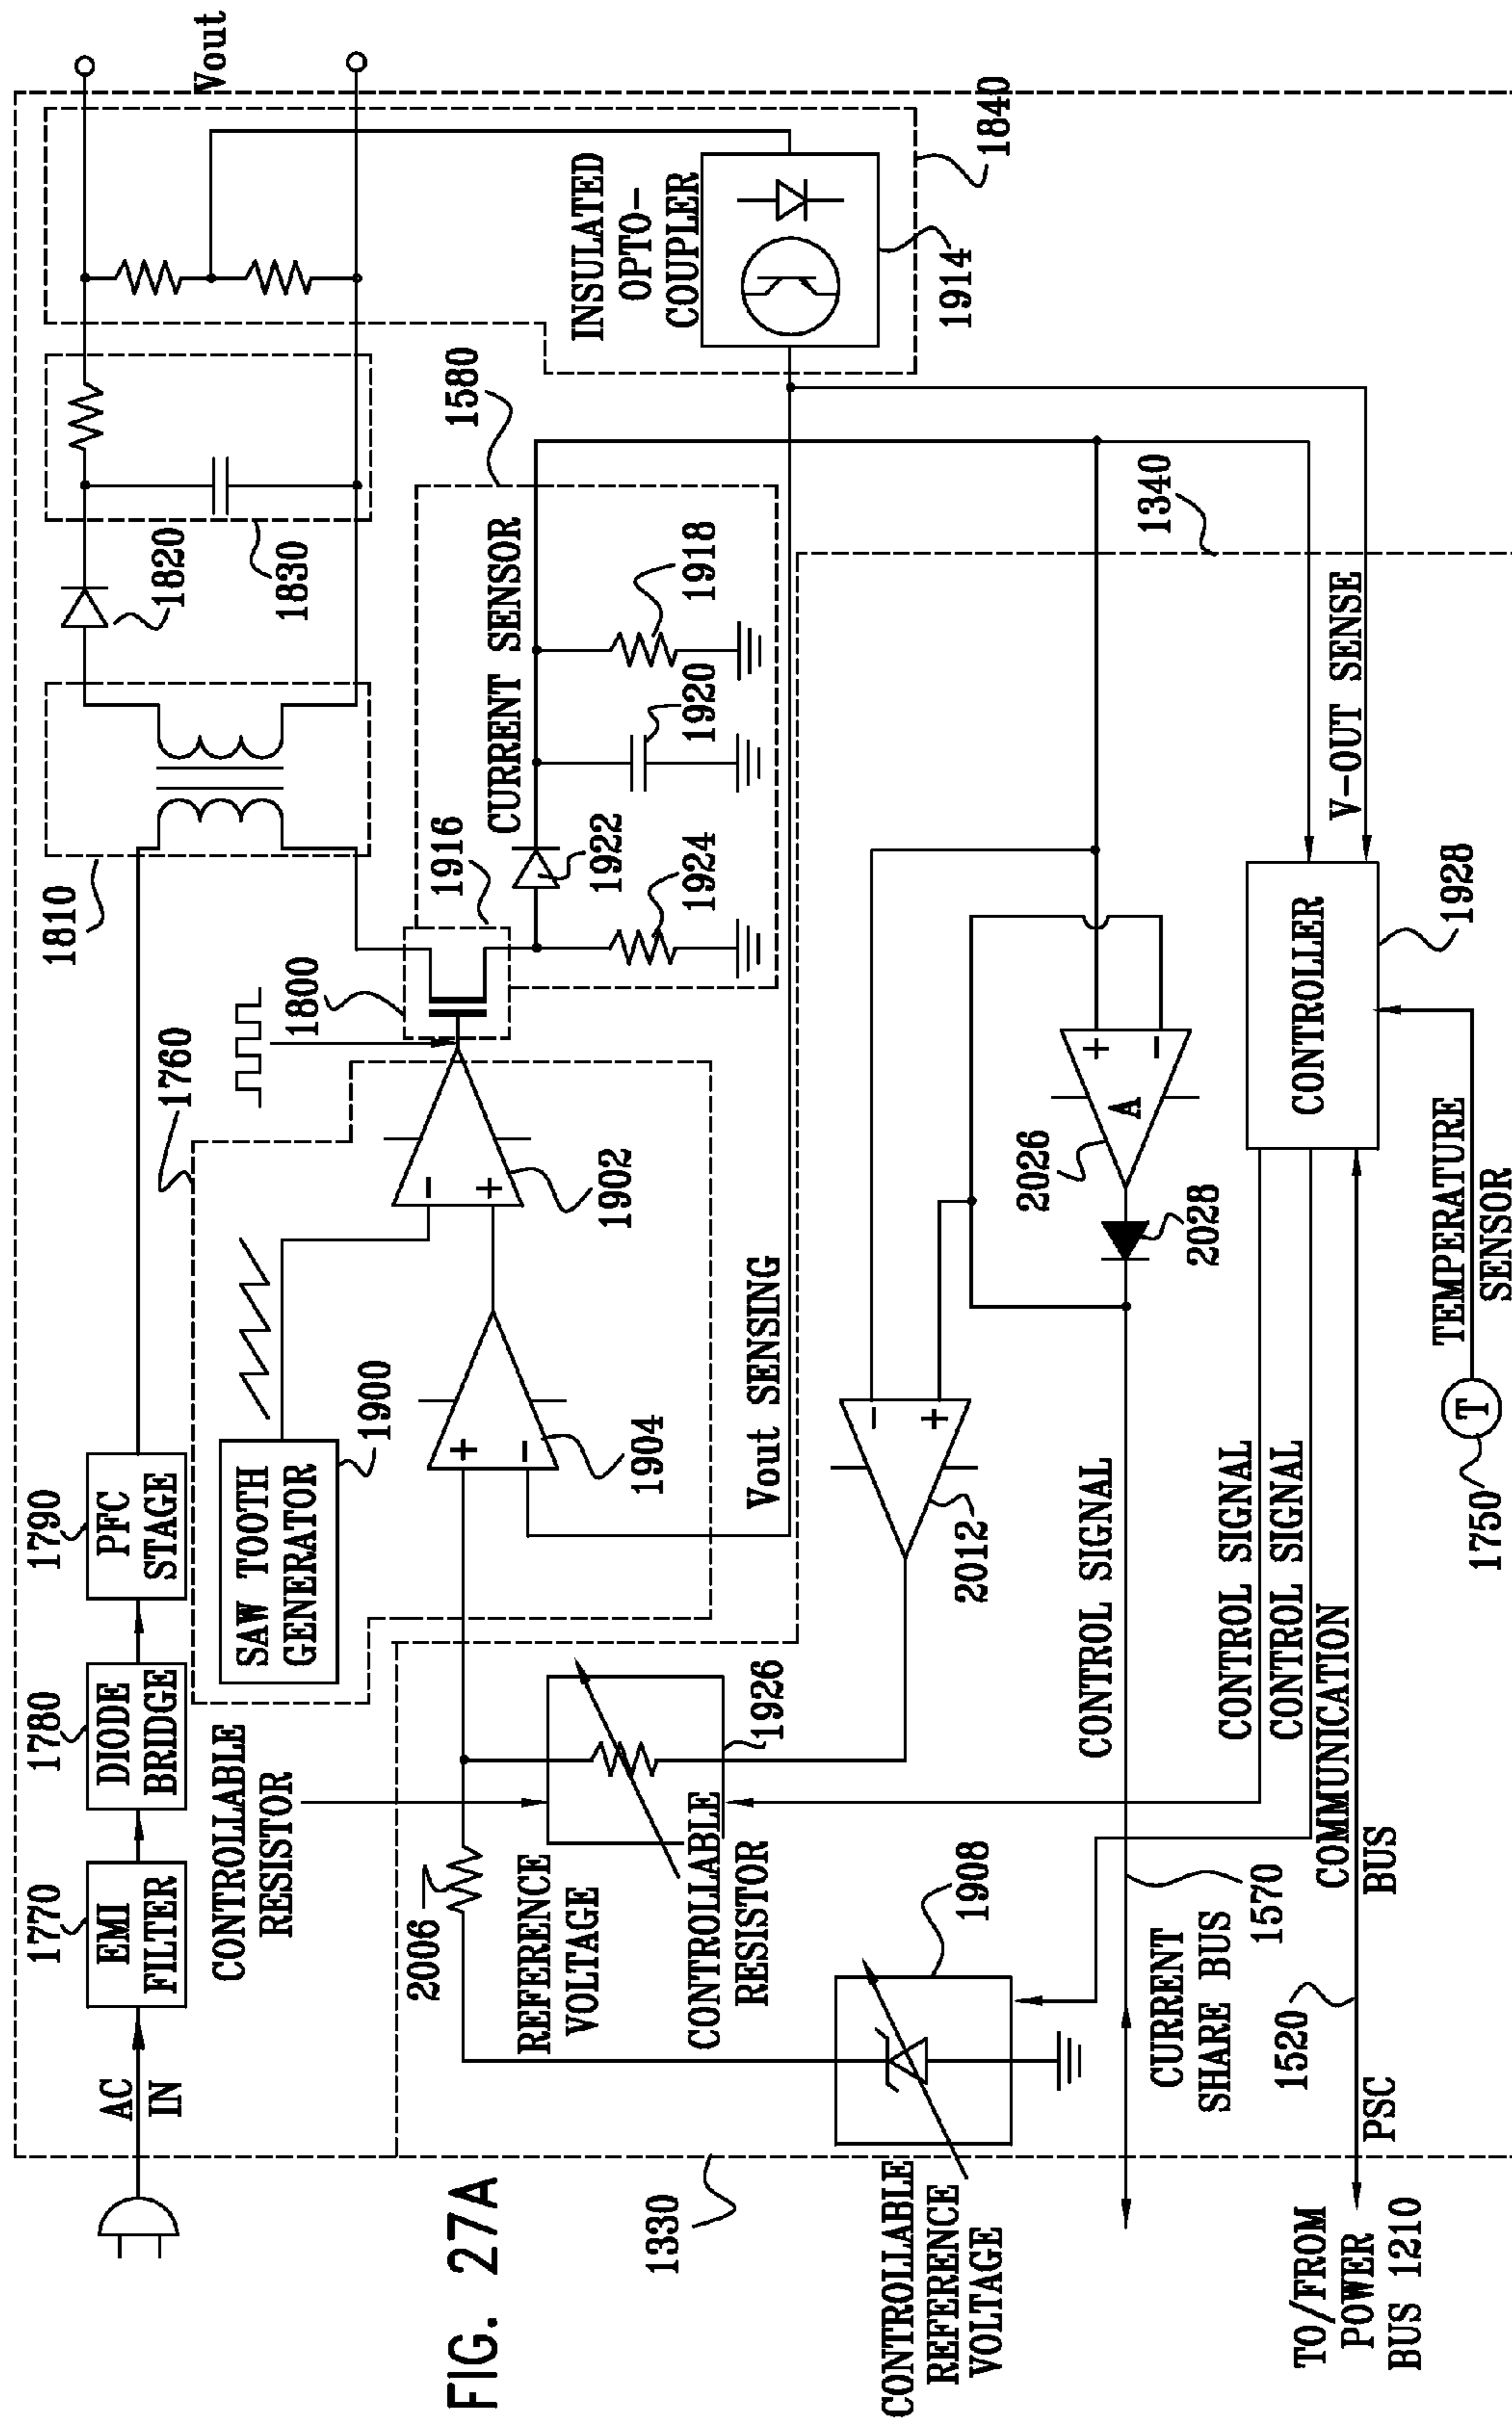 FIG. 27A
AC
IN
1770
EMI
FILTER
1780
DIODE
BRIDGE
1790
PFC
STAGE
1810
1820
1830
Vout
1760
SAW TOOTH
GENERATOR
1900
1800
1916
1902
+
-
1904
+
-
CURRENT SENSOR
1580
1922
1924
1920
1918
INSULATED
OPTO-
COUPLER
1914
1840
CONTROLLABLE
RESISTOR
2006
REFERENCE
VOLTAGE
CONTROLLABLE
RESISTOR
1926
Vout SENSING
1340
2012
-
+
2026
A
+
-
2028
1330
CONTROLLABLE
REFERENCE
VOLTAGE
1908
CONTROL SIGNAL
CURRENT
SHARE BUS
1570
CONTROL SIGNAL
CONTROL SIGNAL
CONTROLLER
1928
V-OUT SENSE
TO/FROM
POWER
BUS 1210
PSC
1520
COMMUNICATION
BUS
T
1750
TEMPERATURE
SENSOR